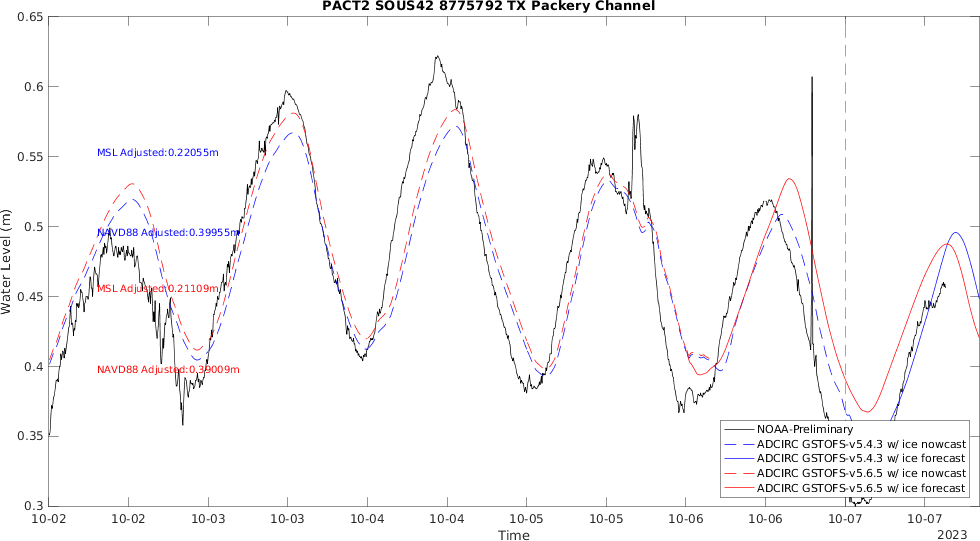 PACT2 SOUS42 8775792 TX Packery Channel
0.65
0.6
0.55
0.5
0.45
0.4
0.35
0.3
Water Level (m)
MSL Adjusted:0.22055m
NAVD88 Adjusted:0.39955m
MSL Adjusted:0.21109m
NAVD88 Adjusted:0.39009m
NOAA-Preliminary
ADCIRC GSTOFS-v5.4.3 w/ ice nowcast
ADCIRC GSTOFS-v5.4.3 w/ ice forecast
ADCIRC GSTOFS-v5.6.5 w/ ice nowcast
ADCIRC GSTOFS-v5.6.5 w/ ice forecast
10-02 10-02 10-03 10-03 10-04 10-04 10-05 10-05 10-06 10-06 10-07 10-07
Time
2023